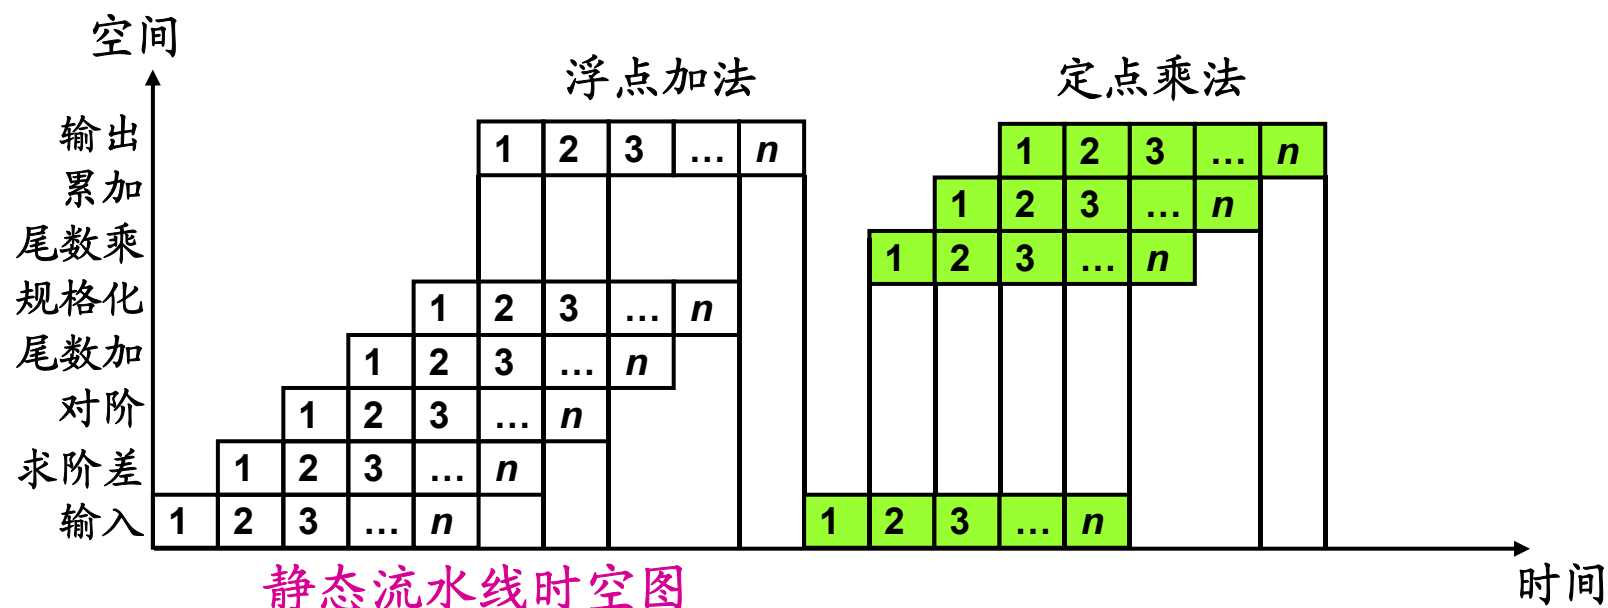 空间
浮点加法
定点乘法
输出 1 2 3 … n 1 2 3 … n
累加 1 2 3 … n
尾数乘 1 2 3 … n
规格化 1 2 3 … n
尾数加 1 2 3 … n
对阶 1 2 3 … n
求阶差 1 2 3 … n
输入 1 2 3 … n 1 2 3 … n
时间
静态流水线时空图